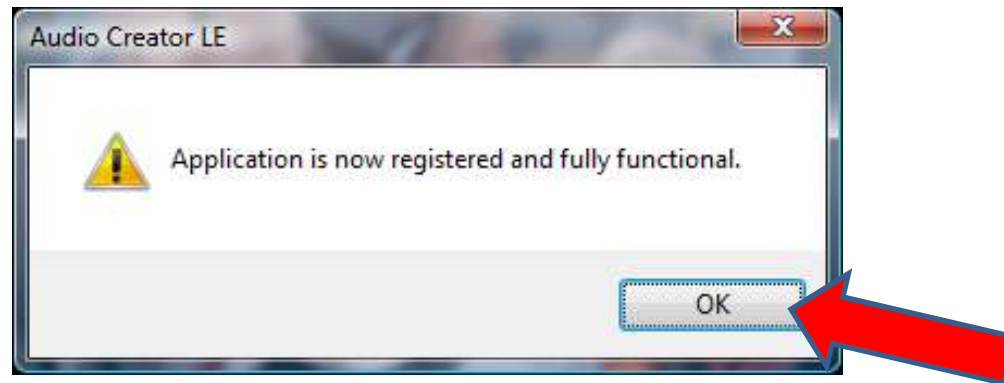 Audio Creator LE
Application is now registered and fully functional.
OK